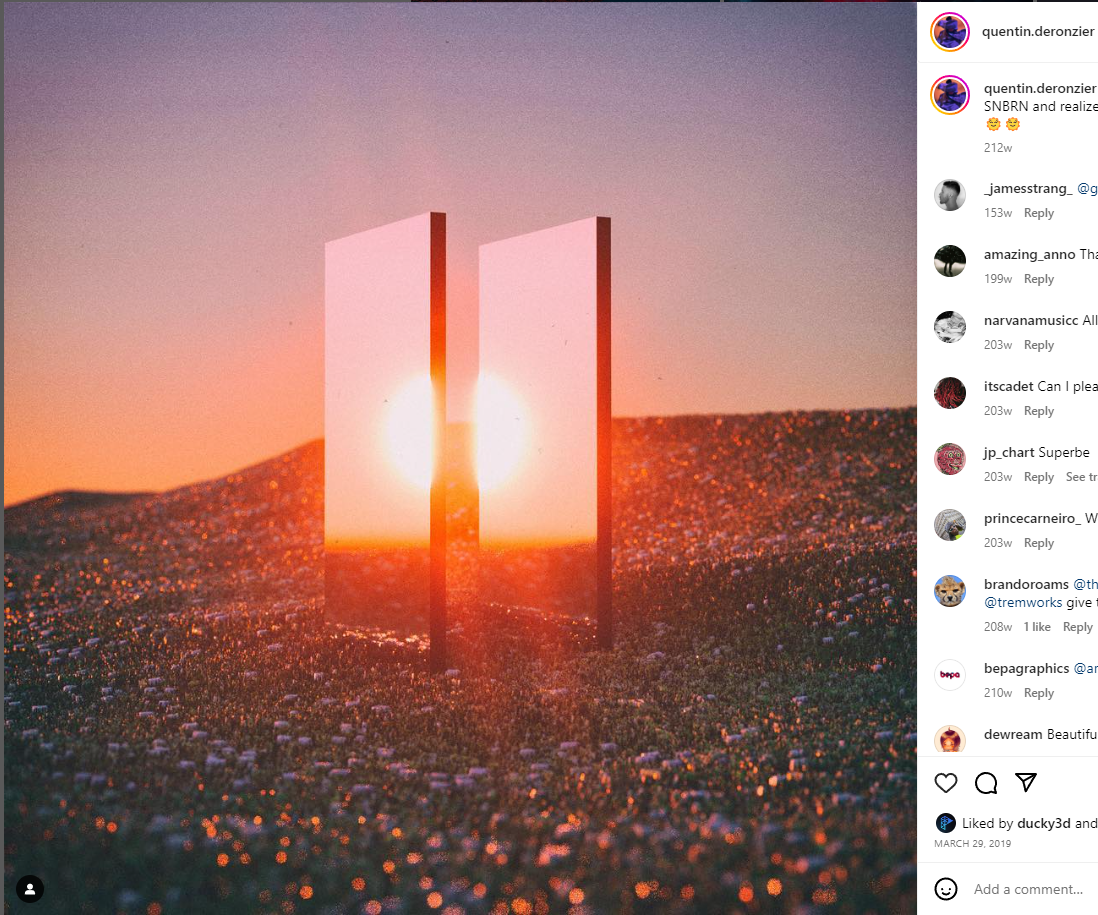 quentin.deronzier
quentin.deronzier
SNBRN and realize
212w
_jamesstrang_ @g
153w Reply
amazing_anno Tha
199w Reply
narvanamusicc All
203w Reply
itscadet Can I plea
203w Reply
jp_chart Superbe
203w Reply See tr
princecarneiro_ W
203w Reply
brandoroams @th
@tremworks give t
208w 1 like Reply
bepa
bepagraphics @ar
210w Reply
dewream Beautifu
Liked by ducky3d and
MARCH 29, 2019
Add a comment...